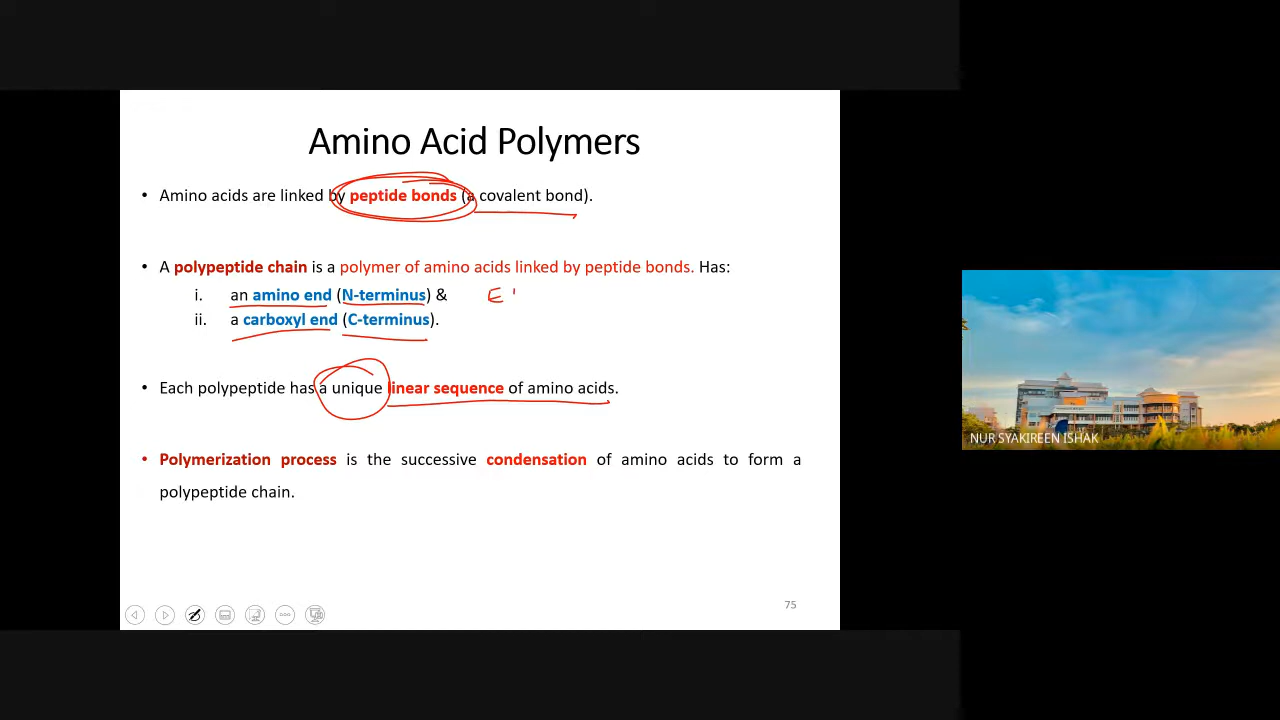 Amino Acid Polymers
• Amino acids are linked by peptide bonds (a covalent bond).
• A polypeptide chain is a polymer of amino acids linked by peptide bonds. Has:
i. an amino end (N-terminus) &
E '
ii. a carboxyl end (C-terminus).
• Each polypeptide has a unique linear sequence of amino acids.
• Polymerization process is the successive condensation of amino acids to form a
polypeptide chain.
75
NUR SYAKIREEN ISHAK